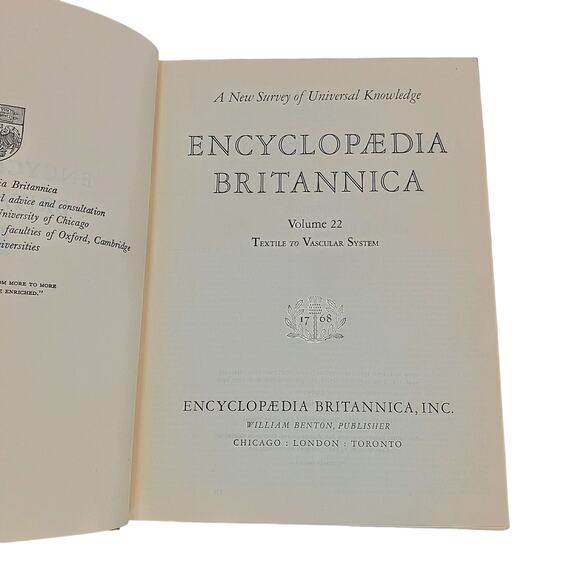 ia Britannica
l advice and consultation
University of Chicago
faculties of Oxford, Cambridge
iversities
OM MORE TO MORE
E ENRICHED."
A New Survey of Universal Knowledge
ENCYCLOPÆDIA
BRITANNICA
Volume 22
TEXTILE TO VASCULAR SYSTEM
17 68
ENCYCLOPÆDIA BRITANNICA, INC.
WILLIAM BENTON, PUBLISHER
CHICAGO : LONDON : TORONTO